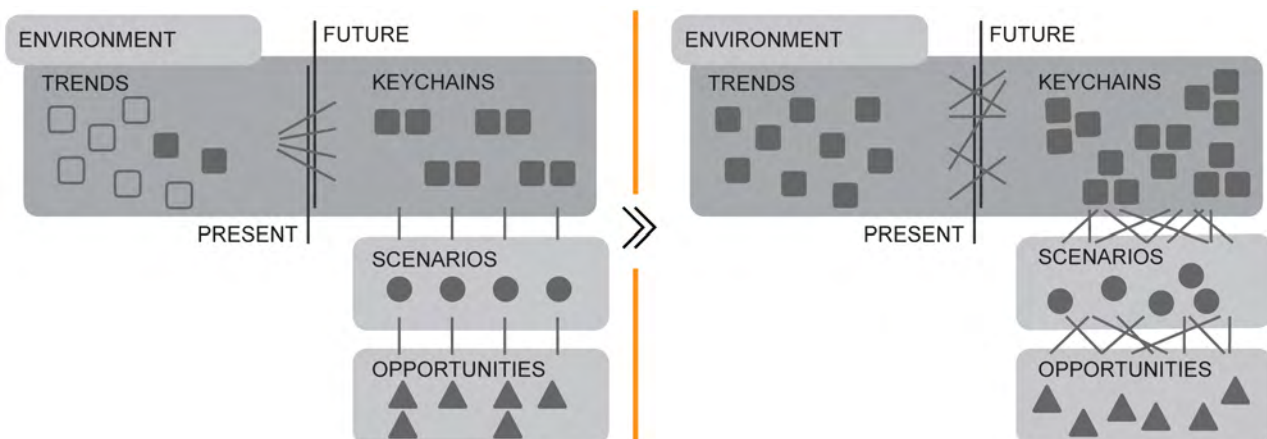 ENVIRONMENT
FUTURE
TRENDS
KEYCHAINS
PRESENT
SCENARIOS
OPPORTUNITIES
ENVIRONMENT
FUTURE
TRENDS
KEYCHAINS
PRESENT
SCENARIOS
OPPORTUNITIES